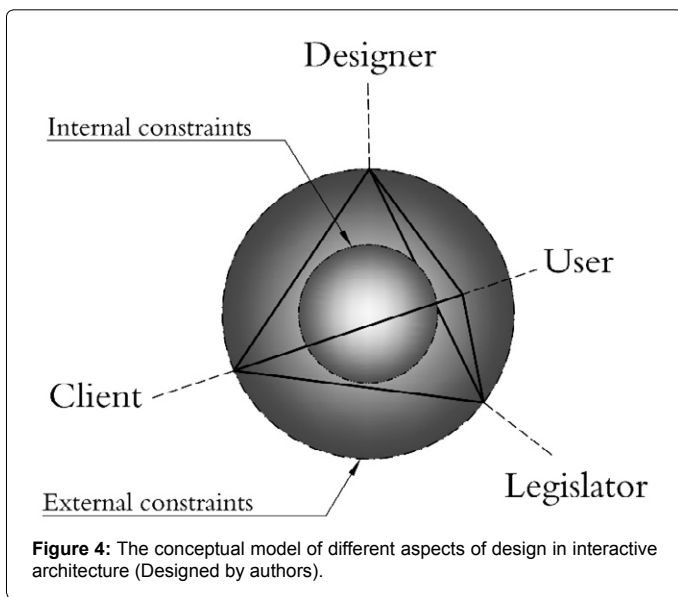 Designer
Internal constraints
User
Client
Legislator
External constraints
Figure 4: The conceptual model of different aspects of design in interactive
architecture (Designed by authors).